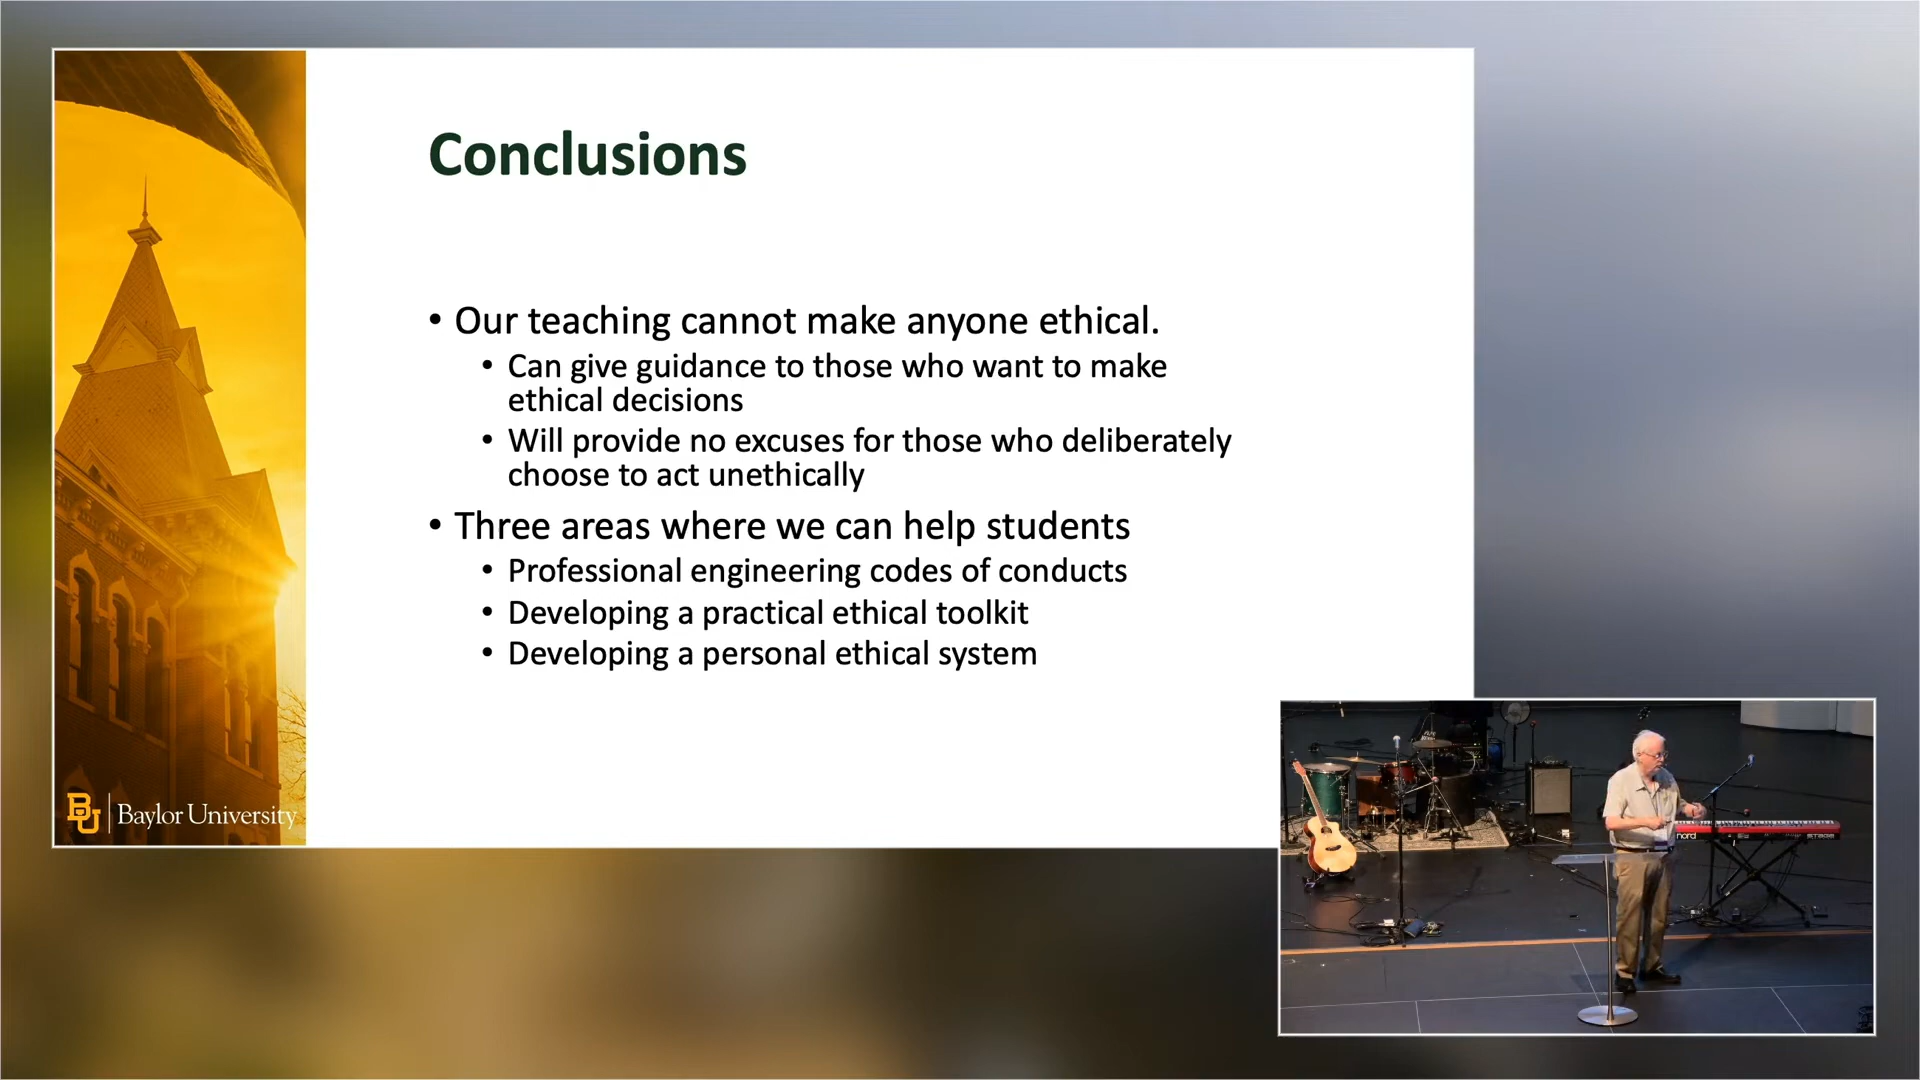 Conclusions
• Our teaching cannot make anyone ethical.
• Can give guidance to those who want to make
ethical decisions
• Will provide no excuses for those who deliberately
choose to act unethically
• Three areas where we can help students
• Professional engineering codes of conducts
• Developing a practical ethical toolkit
• Developing a personal ethical system
BU | Baylor University
nord STAGE